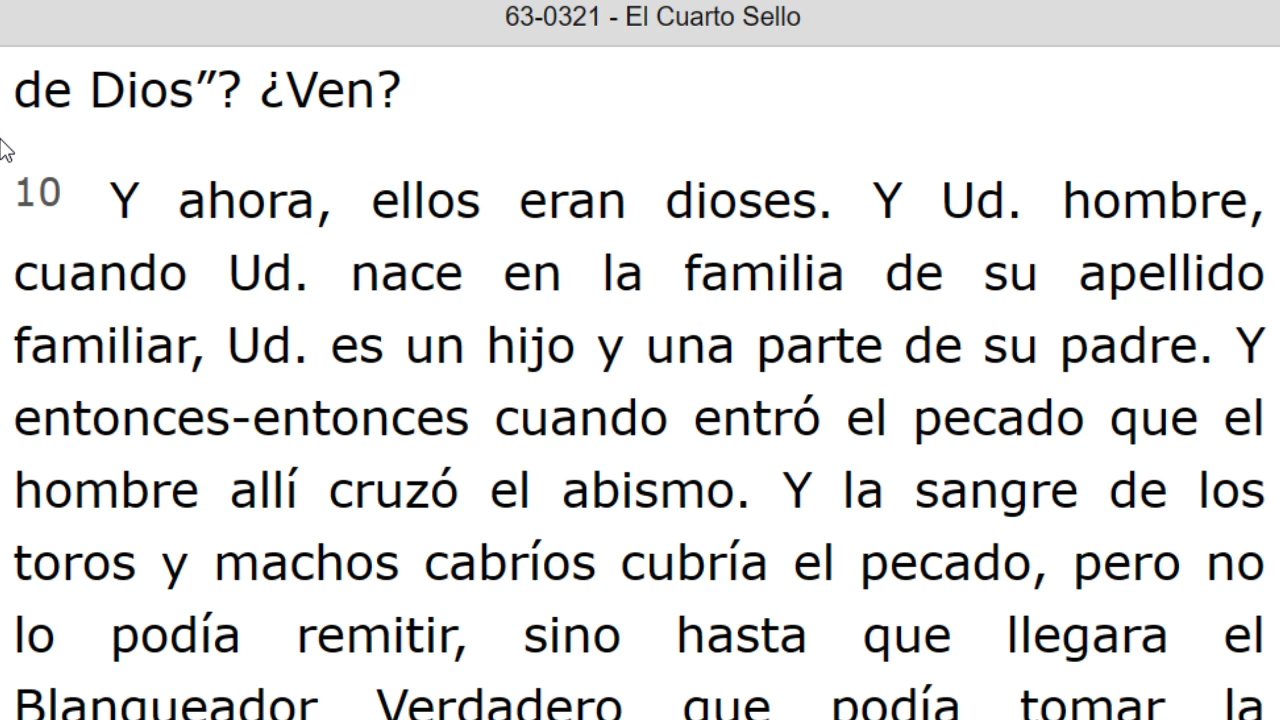 63-0321 - El Cuarto Sello
de Dios”? ¿Ven?
10 Y ahora, ellos eran dioses. Y Ud. hombre,
cuando Ud. nace en la familia de su apellido
familiar, Ud. es un hijo y una parte de su padre. Y
entonces-entonces cuando entró el pecado que el
hombre allí cruzó el abismo. Y la sangre de los
toros y machos cabríos cubría el pecado, pero no
lo podía remitir, sino hasta que llegara el
Blanqueador Verdadero que podía tomar la